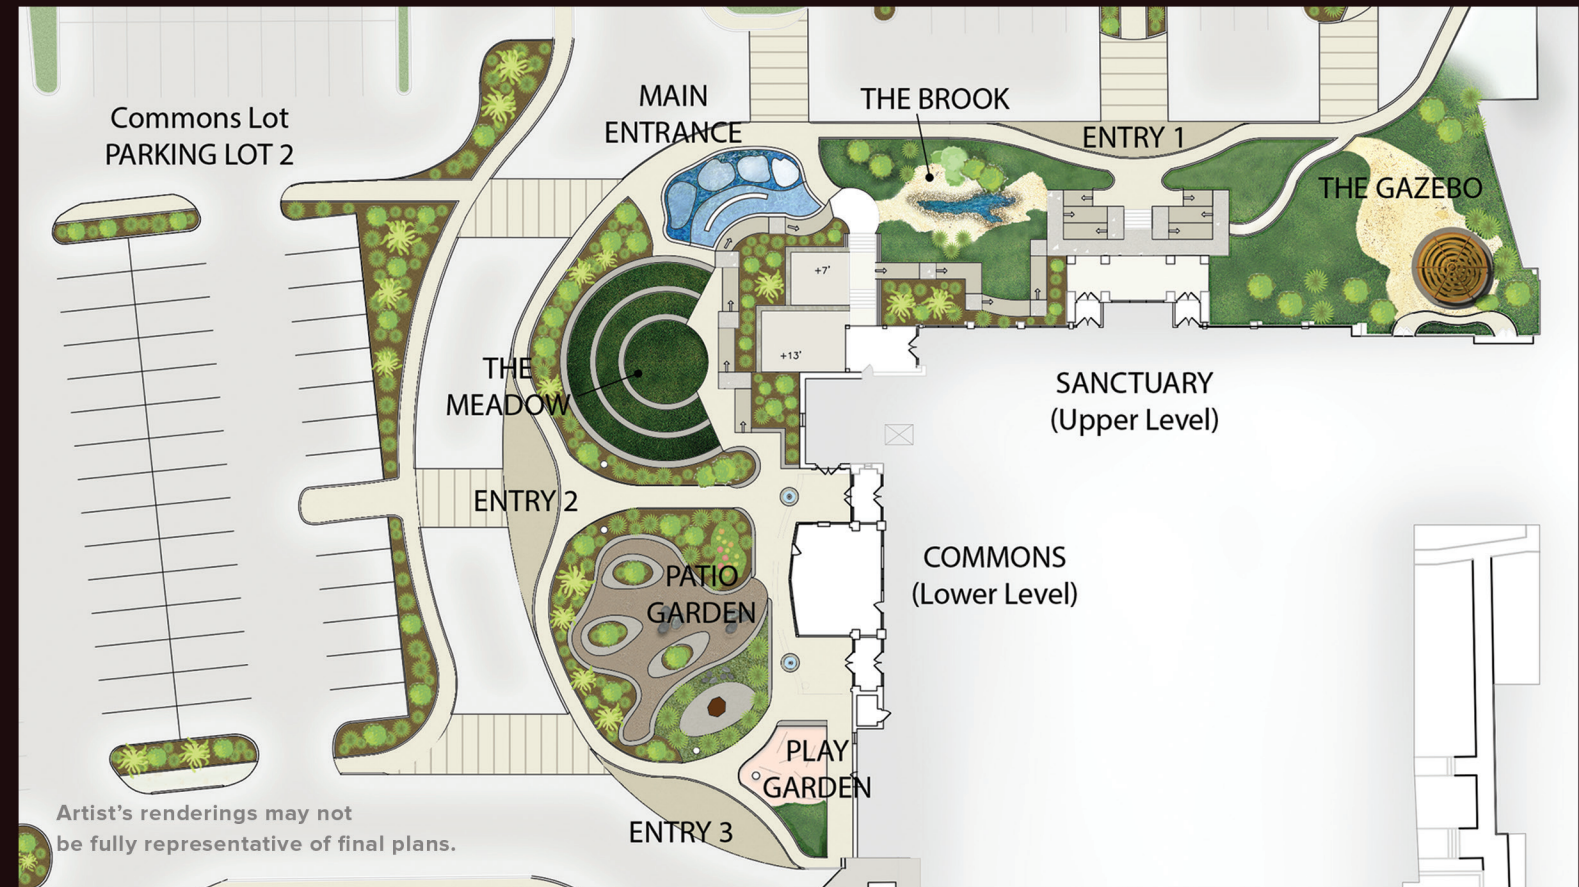 Commons Lot
PARKING LOT 2
MAIN
ENTRANCE
THE BROOK
ENTRY 1
THE GAZEBO
+7'
+13'
THE
MEADOW
SANCTUARY
(Upper Level)
ENTRY 2
PATIO
GARDEN
COMMONS
(Lower Level)
PLAY
GARDEN
ENTRY 3
Artist's renderings may not
be fully representative of final plans.